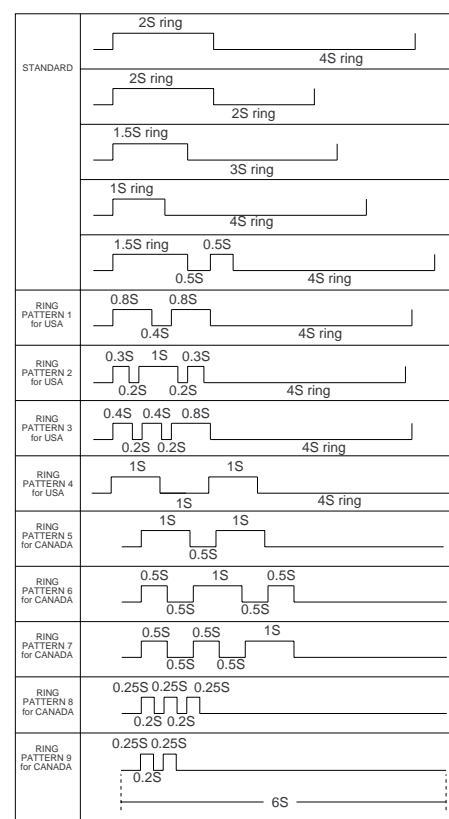 2S ring
STANDARD
4S ring
2S ring
2S ring
1.5S ring
3S ring
1S ring
4S ring
1.5S ring 0.5S
0.5S 4S ring
RING
PATTERN 1
for USA
0.8S 0.8S
0.4S 4S ring
RING
PATTERN 2
for USA
0.3S 1S 0.3S
0.2S 0.2S 4S ring
RING
PATTERN 3
for USA
0.4S 0.4S 0.8S
0.2S 0.2S 4S ring
RING
PATTERN 4
for USA
1S 1S
1S 4S ring
RING
PATTERN 5
for CANADA
1S 1S
0.5S
RING
PATTERN 6
for CANADA
0.5S 1S 0.5S
0.5S 0.5S
RING
PATTERN 7
for CANADA
0.5S 0.5S 1S
0.5S 0.5S
RING
PATTERN 8
for CANADA
0.25S 0.25S 0.25S
0.2S 0.2S
RING
PATTERN 9
for CANADA
0.25S 0.25S
0.2S
6S